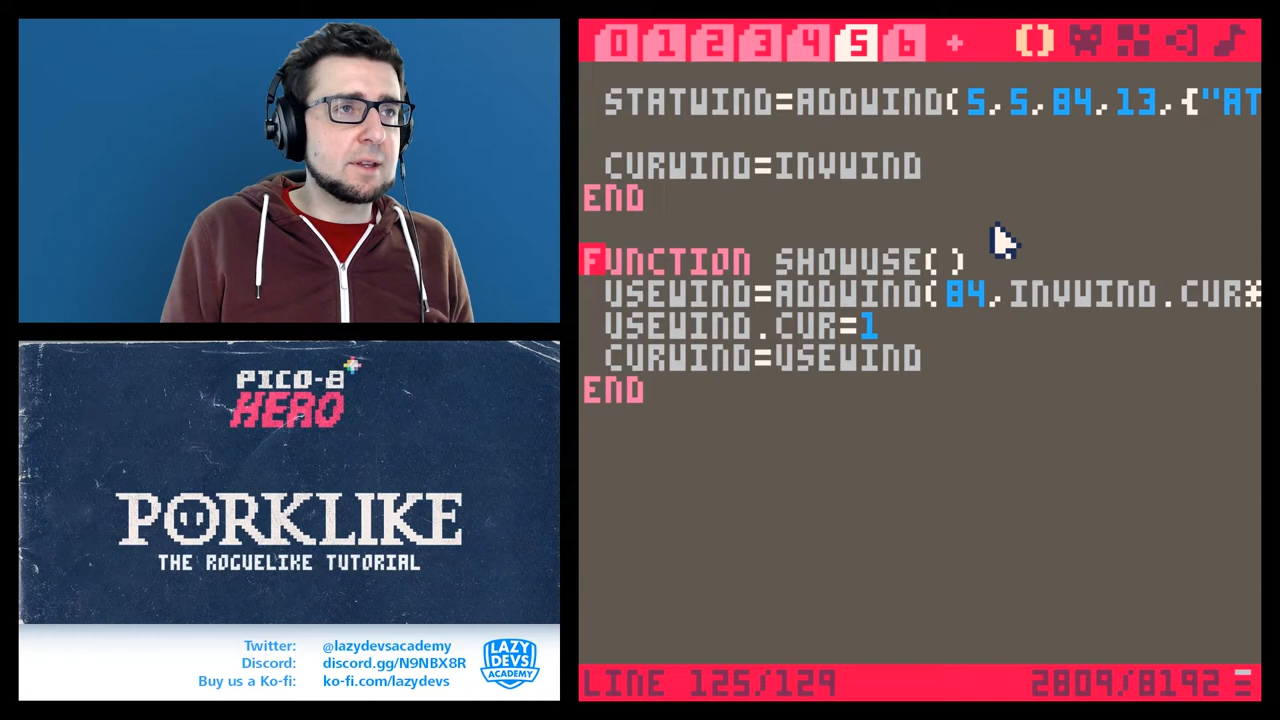 0 1 2 3 4 5 6 +
STATWIND=ADDWIND(5,5,84,13,{"AT
CURWIND=INVWIND
END
FUNCTION SHOWUSE()
USEWIND=ADDWIND(84,INVWIND.CUR*
USEWIND.CUR=1
CURWIND=USEWIND
END
LINE 125/129 2809/8192
PICO-8
HERO
PORKLIKE
THE ROGUELIKE TUTORIAL
Twitter: @lazydevsacademy
Discord: discord.gg/N9NBX8R
Buy us a Ko-fi: ko-fi.com/lazydevs
LAZY
DEVS
ACADEMY